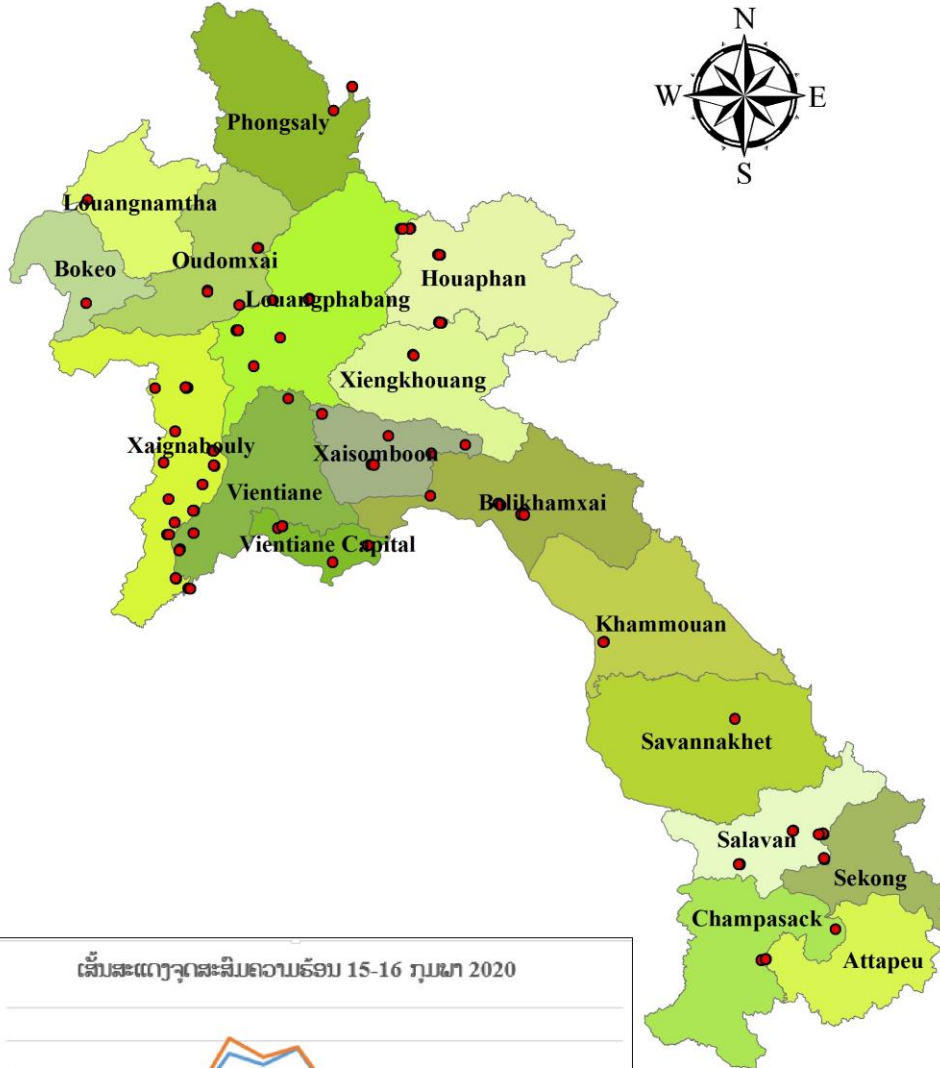 N
W E
S
Phongsaly
Louangnamtha
Bokeo
Oudomxai
Houaphan
Louangphabang
Xiengkhouang
Xaignabouly
Xaisomboon
Vientiane
Bolikhamxai
Vientiane Capital
Khammouan
Savannakhet
Salavan
Sekong
Champasack
Attapeu
ເສັ້ນສະແດງຈຸດສະສົມຄວາມຮ້ອນ 15-16 ກຸມພາ 2020